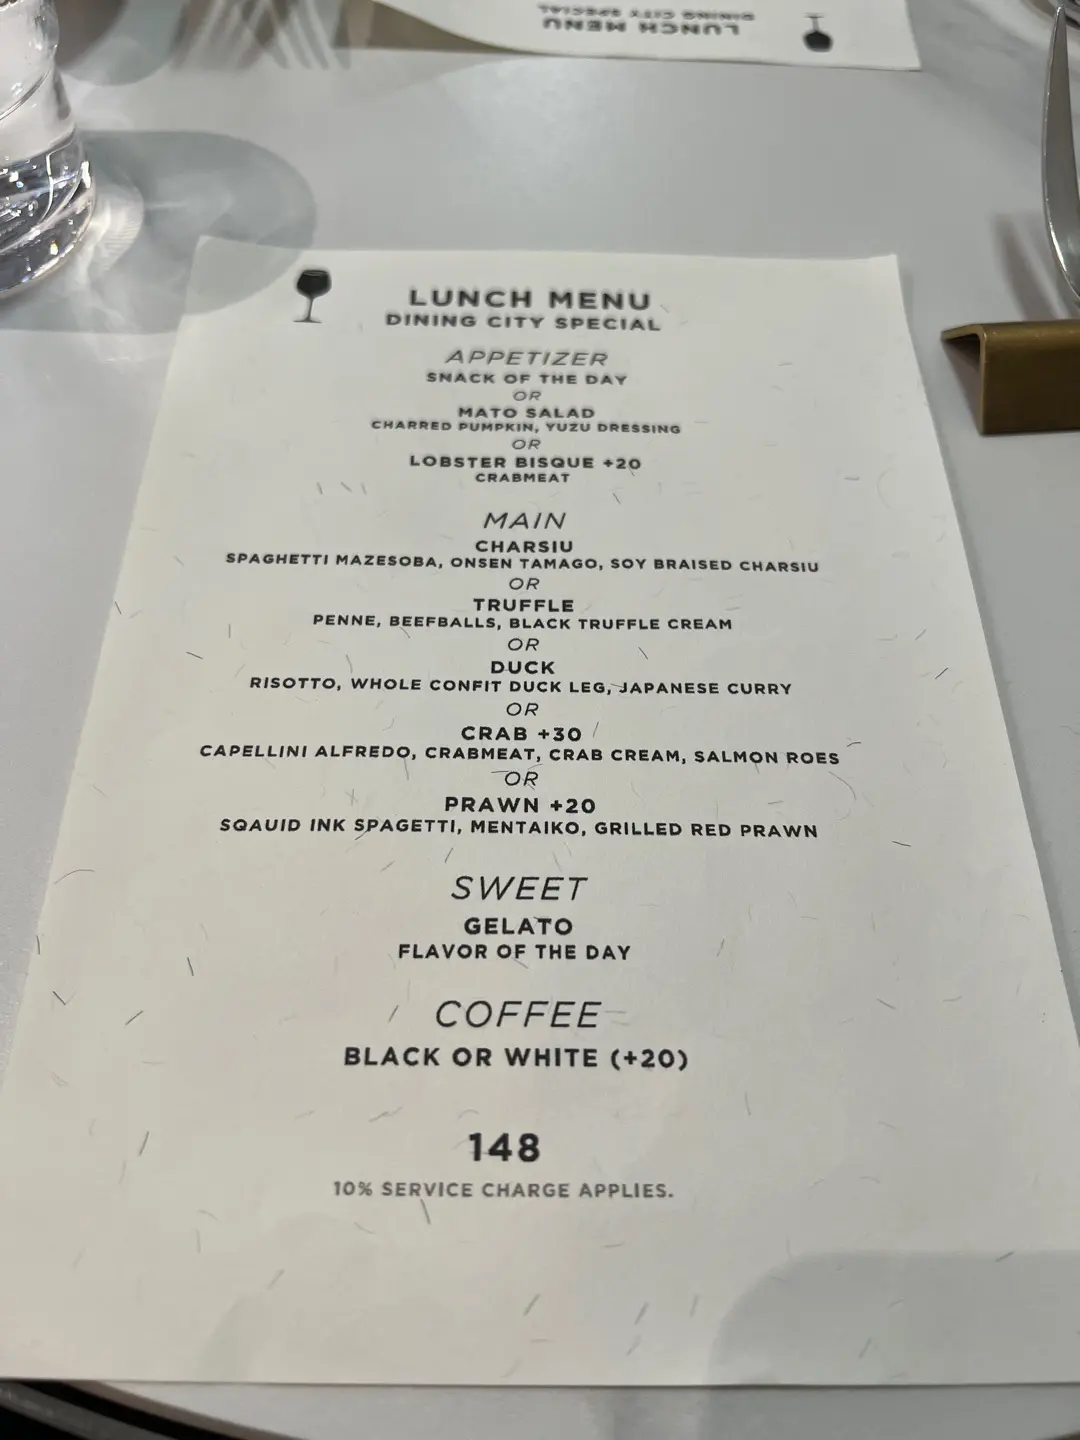 LUNCH MENU
DINING CITY SPECIAL
LUNCH MENU
DINING CITY SPECIAL
APPETIZER
SNACK OF THE DAY
OR
MATO SALAD
CHARRED PUMPKIN, YUZU DRESSING
OR
LOBSTER BISQUE +20
CRABMEAT
MAIN
CHARSIU
SPAGHETTI MAZESOBA, ONSEN TAMAGO, SOY BRAISED CHARSIU
OR
TRUFFLE
PENNE, BEEFBALLS, BLACK TRUFFLE CREAM
OR
DUCK
RISOTTO, WHOLE CONFIT DUCK LEG, JAPANESE CURRY
OR
CRAB +30
CAPELLINI ALFREDO, CRABMEAT, CRAB CREAM, SALMON ROES
OR
PRAWN +20
SQAUID INK SPAGETTI, MENTAIKO, GRILLED RED PRAWN
SWEET
GELATO
FLAVOR OF THE DAY
COFFEE
BLACK OR WHITE (+20)
148
10% SERVICE CHARGE APPLIES.